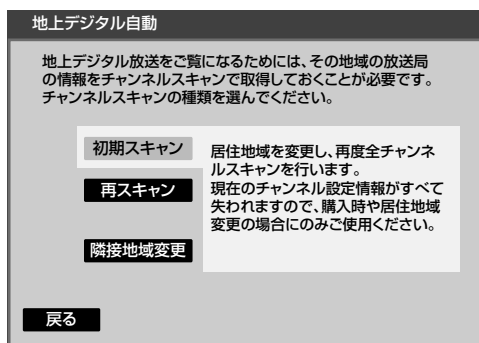 地上デジタル自動
地上デジタル放送をご覧になるためには、その地域の放送局
の情報をチャンネルスキャンで取得しておくことが必要です。
チャンネルスキャンの種類を選んでください。
初期スキャン
居住地域を変更し、再度全チャンネ
ルスキャンを行います。
現在のチャンネル設定情報がすべて
失われますので、購入時や居住地域
変更の場合にのみご使用ください。
再スキャン
隣接地域変更
戻る